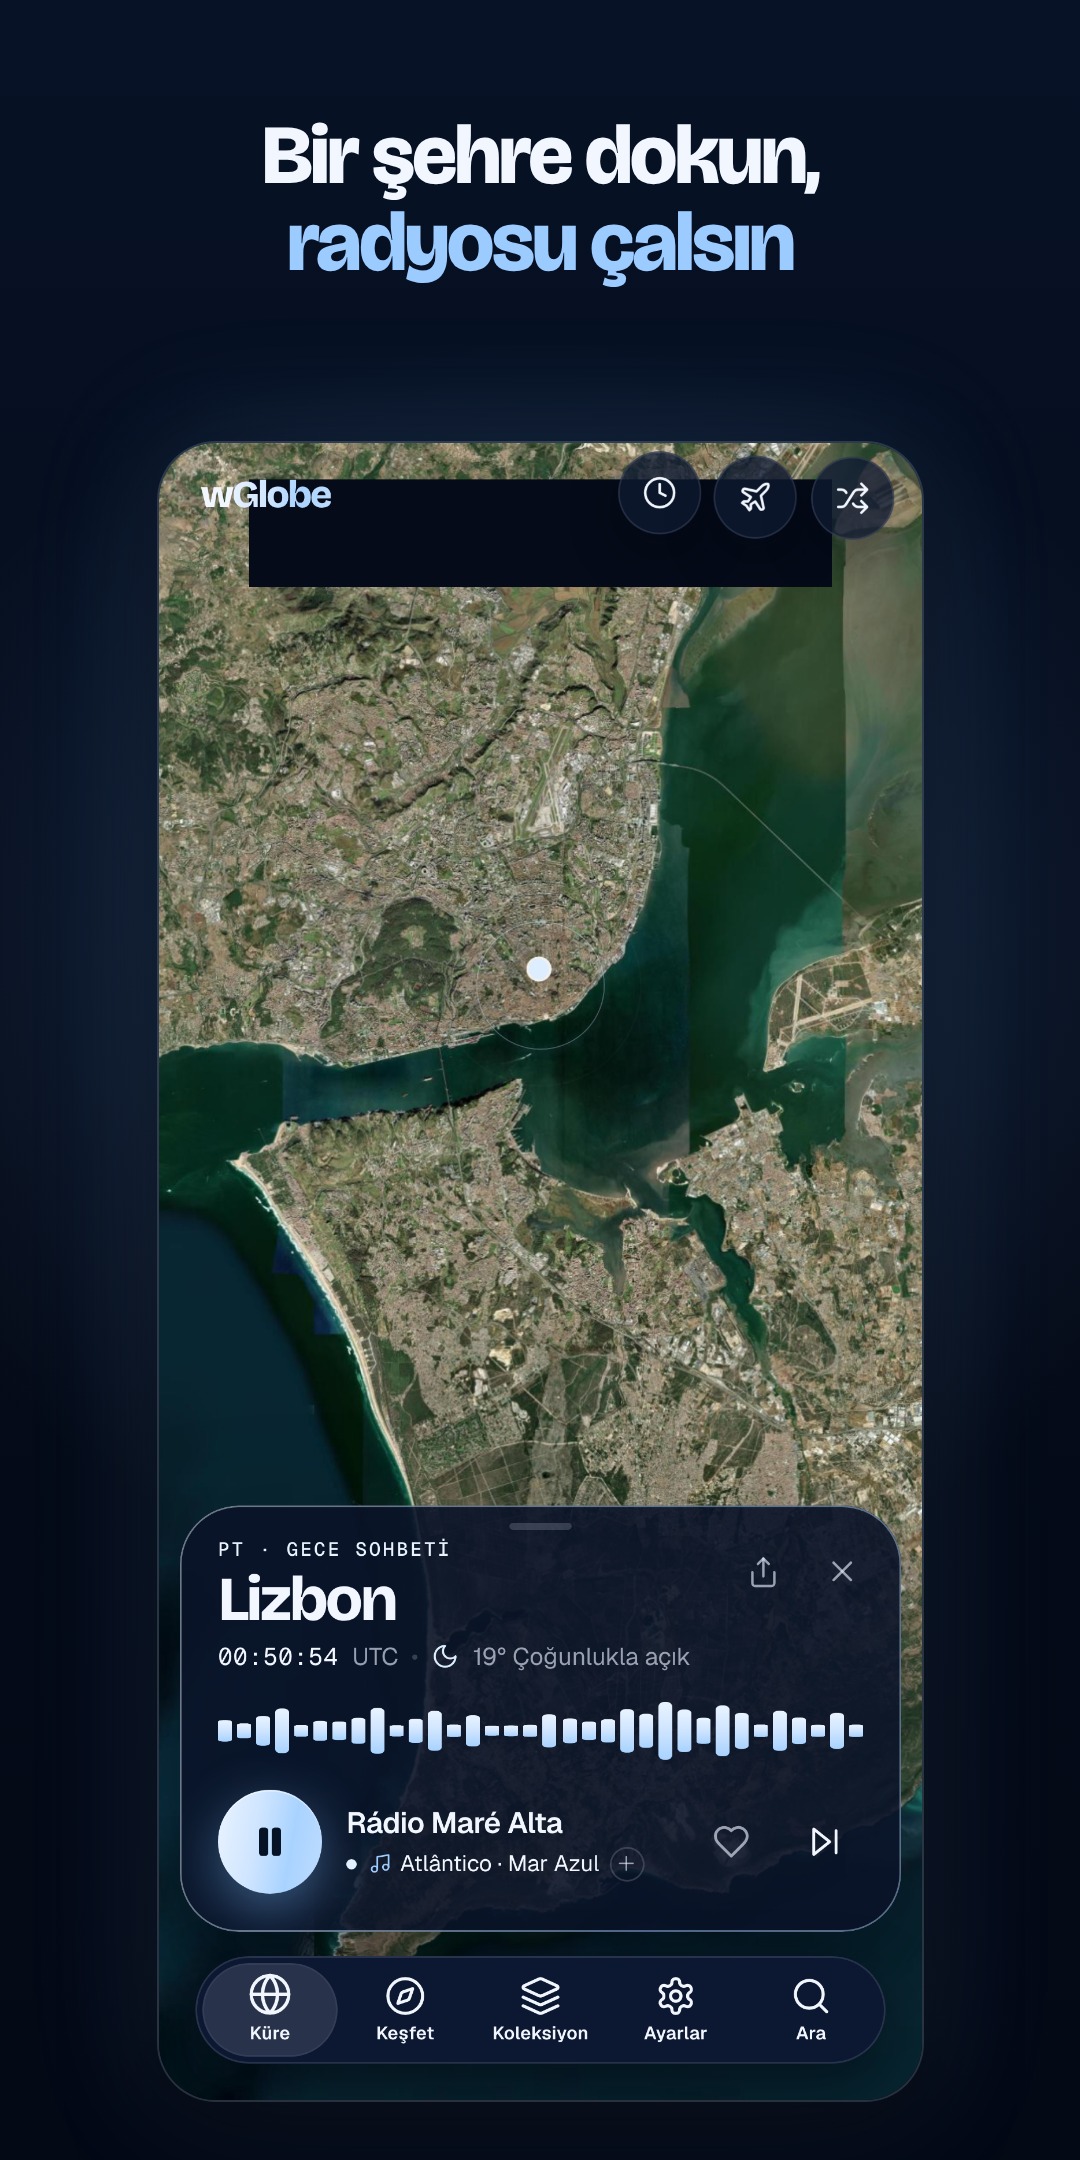 Bir şehre dokun,
radyosu çalsın
wGlobe
PT · GECE SOHBETİ
Lizbon
00:50:54 UTC • 19° Çoğunlukla açık
Rádio Maré Alta
Atlântico · Mar Azul
Küre
Keşfet
Koleksiyon
Ayarlar
Ara